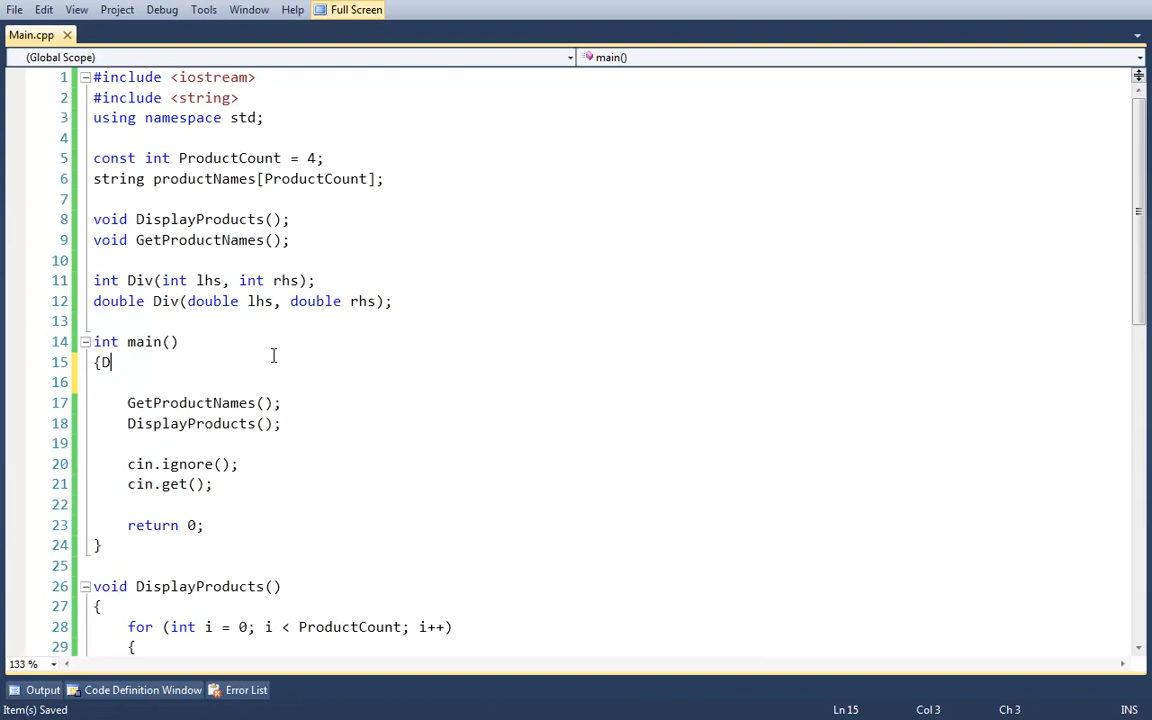 File Edit View Project Debug Tools Window Help Full Screen
Main.cpp
(Global Scope) main()
1 #include <iostream>
2 #include <string>
3 using namespace std;
4
5 const int ProductCount = 4;
6 string productNames[ProductCount];
7
8 void DisplayProducts();
9 void GetProductNames();
10
11 int Div(int lhs, int rhs);
12 double Div(double lhs, double rhs);
13
14 int main()
15 {D
16
17 GetProductNames();
18 DisplayProducts();
19
20 cin.ignore();
21 cin.get();
22
23 return 0;
24 }
25
26 void DisplayProducts()
27 {
28 for (int i = 0; i < ProductCount; i++)
29 {
133 %
Output Code Definition Window Error List
Item(s) Saved Ln 15 Col 3 Ch 3 INS